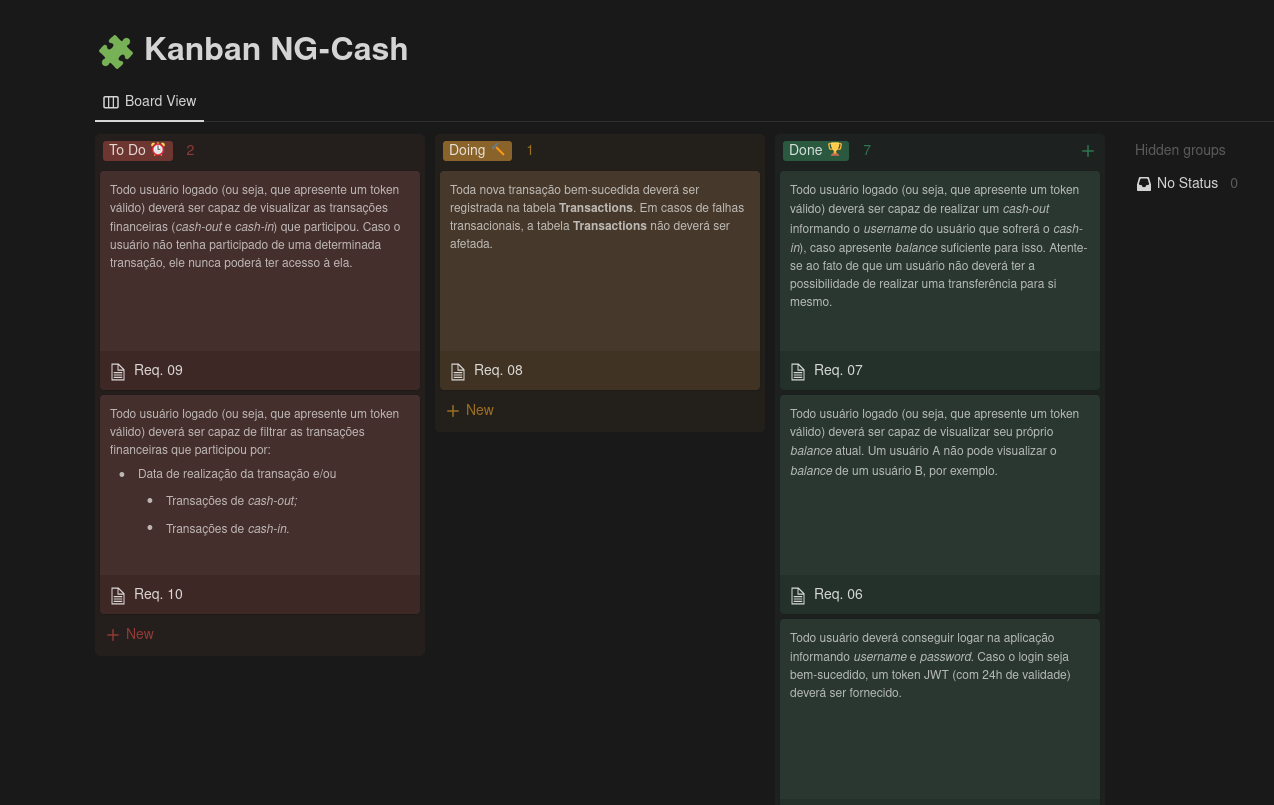 Kanban NG-Cash
Board View
To Do 2
Todo usuário logado (ou seja, que apresente um token
válido) deverá ser capaz de visualizar as transações
financeiras (cash-out e cash-in) que participou. Caso o
usuário não tenha participado de uma determinada
transação, ele nunca poderá ter acesso à ela.
Req. 09
Todo usuário logado (ou seja, que apresente um token
válido) deverá ser capaz de filtrar as transações
financeiras que participou por:
• Data de realização da transação e/ou
• Transações de cash-out;
• Transações de cash-in.
Req. 10
+ New
Doing 1
Toda nova transação bem-sucedida deverá ser
registrada na tabela Transactions. Em casos de falhas
transacionais, a tabela Transactions não deverá ser
afetada.
Req. 08
+ New
Done 7 +
Todo usuário logado (ou seja, que apresente um token
válido) deverá ser capaz de realizar um cash-out
informando o username do usuário que sofrerá o cash-
in), caso apresente balance suficiente para isso. Atente-
se ao fato de que um usuário não deverá ter a
possibilidade de realizar uma transferência para si
mesmo.
Req. 07
Todo usuário logado (ou seja, que apresente um token
válido) deverá ser capaz de visualizar seu próprio
balance atual. Um usuário A não pode visualizar o
balance de um usuário B, por exemplo.
Req. 06
Todo usuário deverá conseguir logar na aplicação
informando username e password. Caso o login seja
bem-sucedido, um token JWT (com 24h de validade)
deverá ser fornecido.
Hidden groups
No Status 0